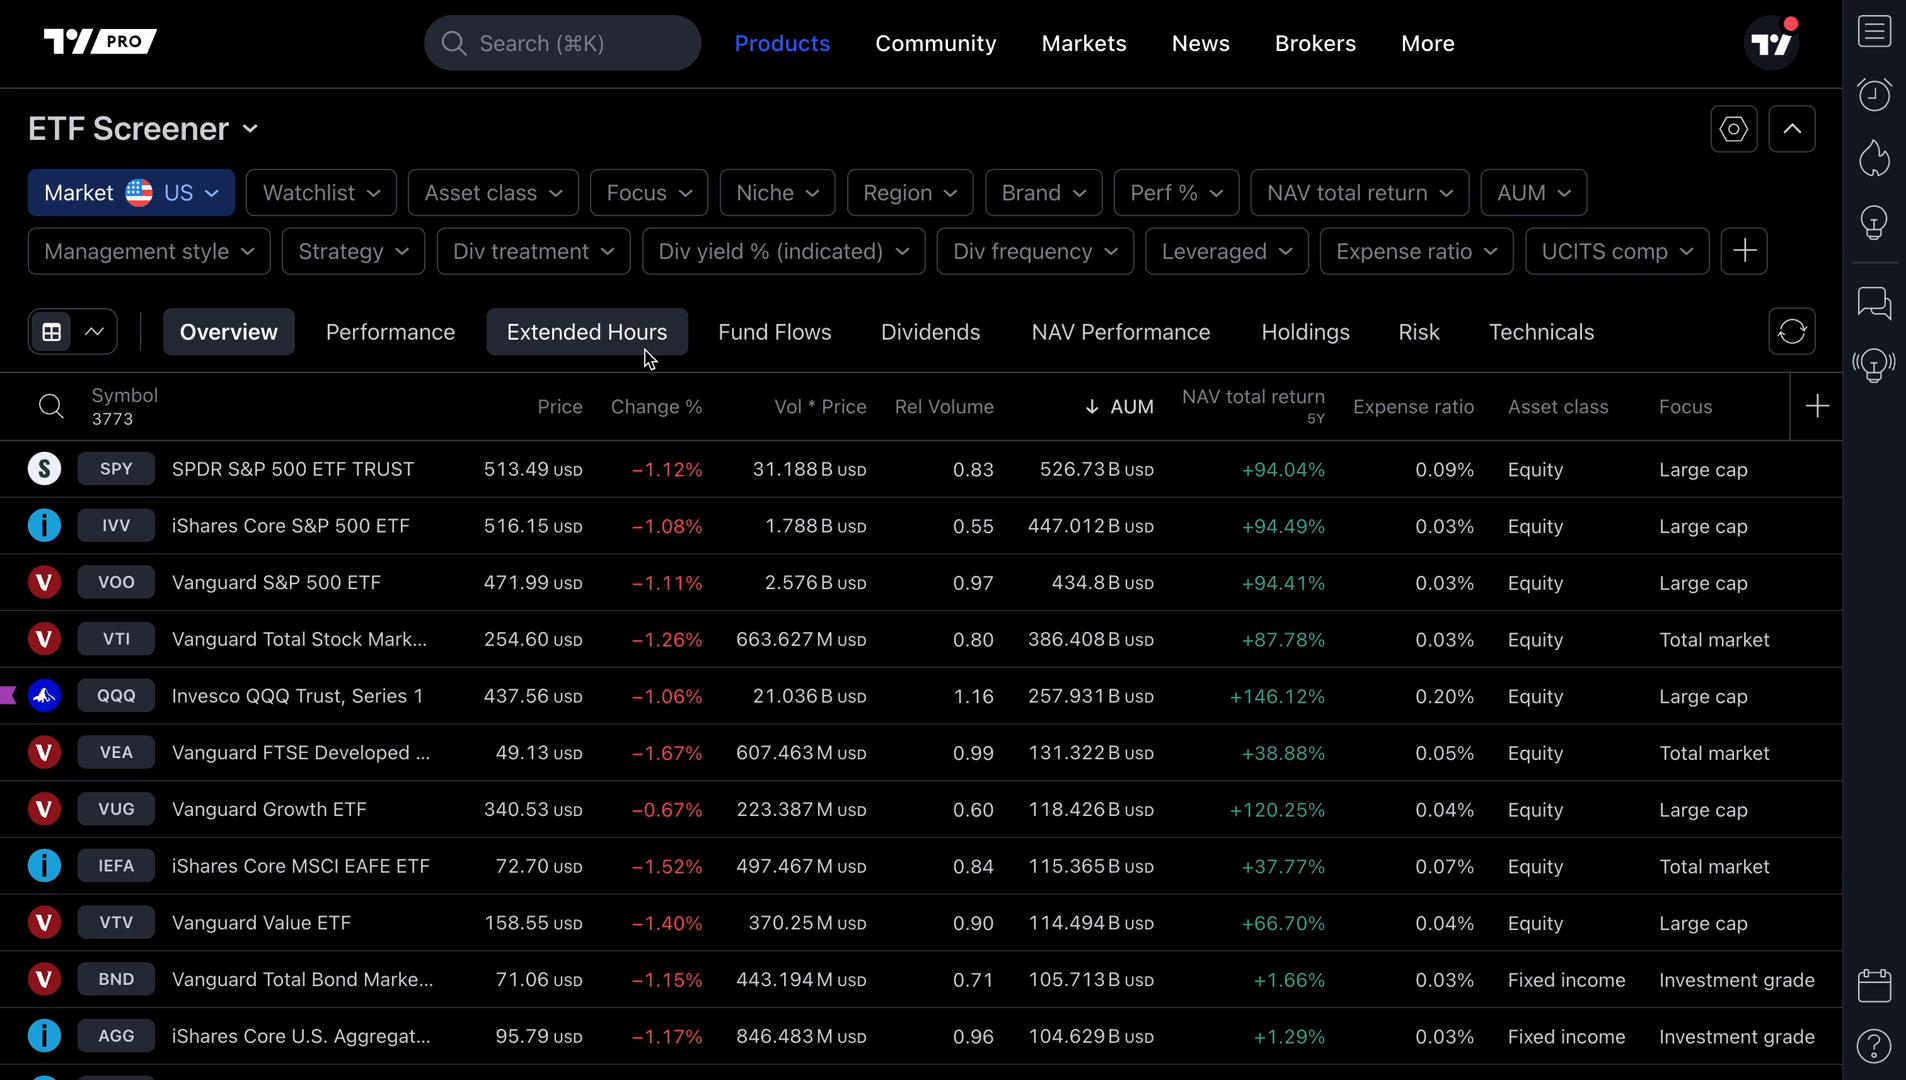 PRO Search (⌘K) Products Community Markets News Brokers More
ETF Screener
Market US Watchlist Asset class Focus Niche Region Brand Perf % NAV total return AUM
Management style Strategy Div treatment Div yield % (indicated) Div frequency Leveraged Expense ratio UCITS comp
Overview Performance Extended Hours Fund Flows Dividends NAV Performance Holdings Risk Technicals
Symbol Price Change % Vol * Price Rel Volume AUM NAV total return Expense ratio Asset class Focus
3773 5Y
S SPY SPDR S&P 500 ETF TRUST 513.49 USD −1.12% 31.188 B USD 0.83 526.73 B USD +94.04% 0.09% Equity Large cap
i IVV iShares Core S&P 500 ETF 516.15 USD −1.08% 1.788 B USD 0.55 447.012 B USD +94.49% 0.03% Equity Large cap
V VOO Vanguard S&P 500 ETF 471.99 USD −1.11% 2.576 B USD 0.97 434.8 B USD +94.41% 0.03% Equity Large cap
V VTI Vanguard Total Stock Mark... 254.60 USD −1.26% 663.627 M USD 0.80 386.408 B USD +87.78% 0.03% Equity Total market
QQQ Invesco QQQ Trust, Series 1 437.56 USD −1.06% 21.036 B USD 1.16 257.931 B USD +146.12% 0.20% Equity Large cap
V VEA Vanguard FTSE Developed ... 49.13 USD −1.67% 607.463 M USD 0.99 131.322 B USD +38.88% 0.05% Equity Total market
V VUG Vanguard Growth ETF 340.53 USD −0.67% 223.387 M USD 0.60 118.426 B USD +120.25% 0.04% Equity Large cap
i IEFA iShares Core MSCI EAFE ETF 72.70 USD −1.52% 497.467 M USD 0.84 115.365 B USD +37.77% 0.07% Equity Total market
V VTV Vanguard Value ETF 158.55 USD −1.40% 370.25 M USD 0.90 114.494 B USD +66.70% 0.04% Equity Large cap
V BND Vanguard Total Bond Marke... 71.06 USD −1.15% 443.194 M USD 0.71 105.713 B USD +1.66% 0.03% Fixed income Investment grade
i AGG iShares Core U.S. Aggregat... 95.79 USD −1.17% 846.483 M USD 0.96 104.629 B USD +1.29% 0.03% Fixed income Investment grade